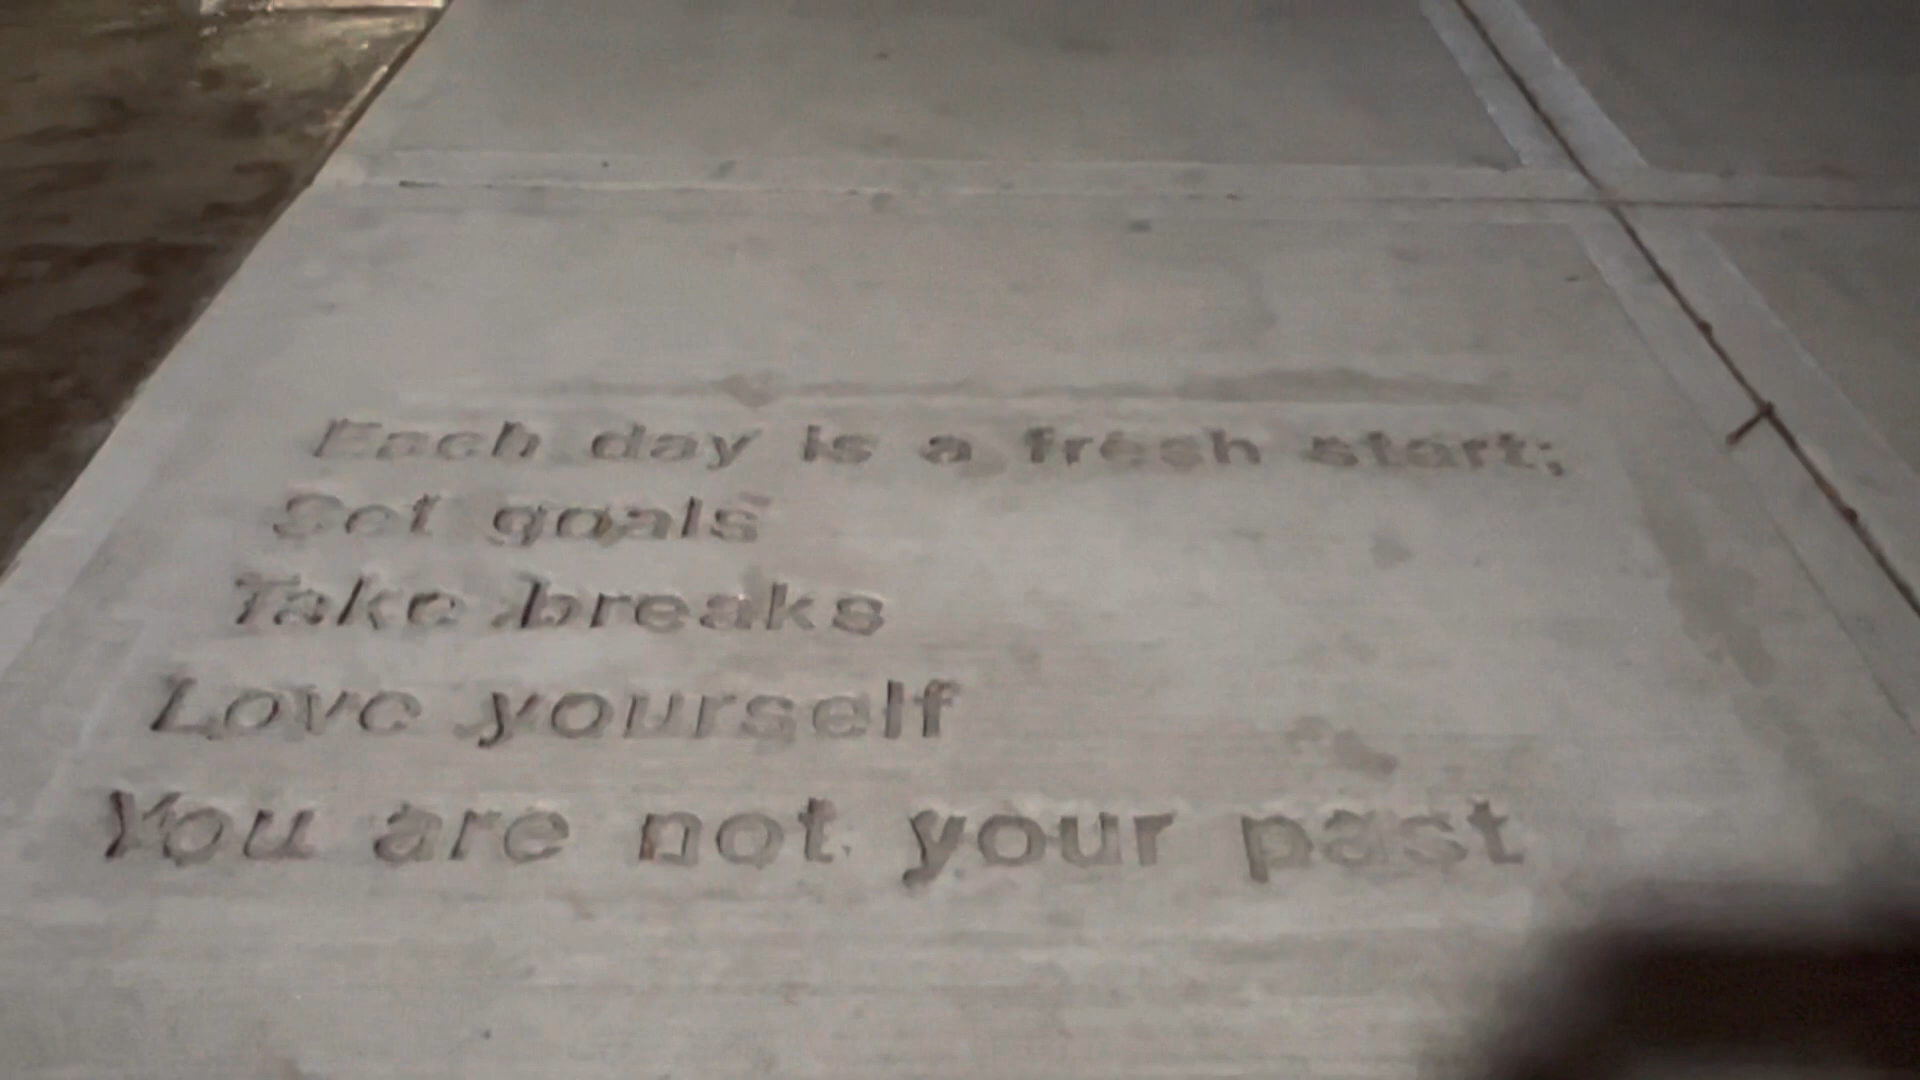 Each day is a fresh start;
Set goals
Take breaks
Love yourself
You are not your past